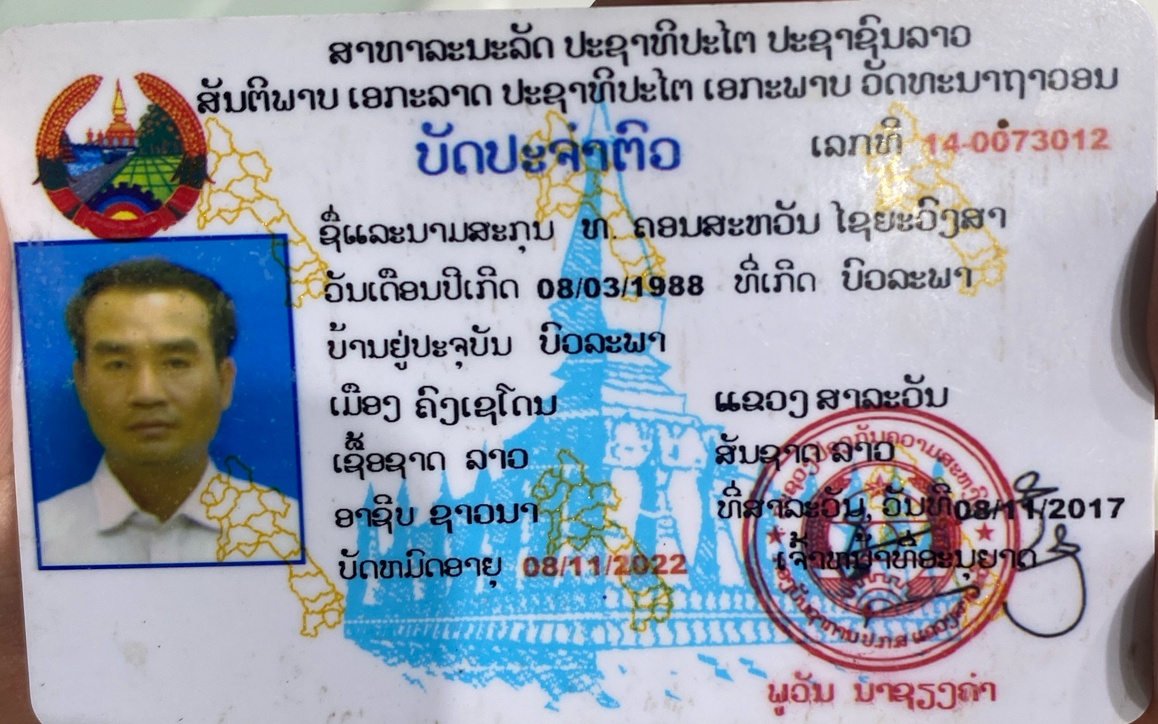 ສາທາລະນະລັດ ປະຊາທິປະໄຕ ປະຊາຊົນລາວ
ສັນຕິພາບ ເອກະລາດ ປະຊາທິປະໄຕ ເອກະພາບ ວັດທະນາຖາວອນ
ບັດປະຈຳຕົວ
ເລກທີ 14-0073012
ຊື່ແລະນາມສະກຸນ ທ. ຄອນສະຫວັນ ໄຊຍະວົງສາ
ວັນເດືອນປີເກີດ 08/03/1988 ທີ່ເກີດ ບົວລະພາ
ບ້ານຢູ່ປະຈຸບັນ ບົວລະພາ
ເມືອງ ຄົງເຊໂດນ ແຂວງ ສາລະວັນ
ເຊື້ອຊາດ ລາວ ສັນຊາດ ລາວ
ອາຊິບ ຊາວນາ ທີ່ສາລະວັນ, ວັນທີ 08/11/2017
ບັດຫມົດອາຍຸ 08/11/2022 ເຈົ້າຫນ້າທີ່ອະນຸຍາດ
ພູວັນ ນາຊຽງຄຳ